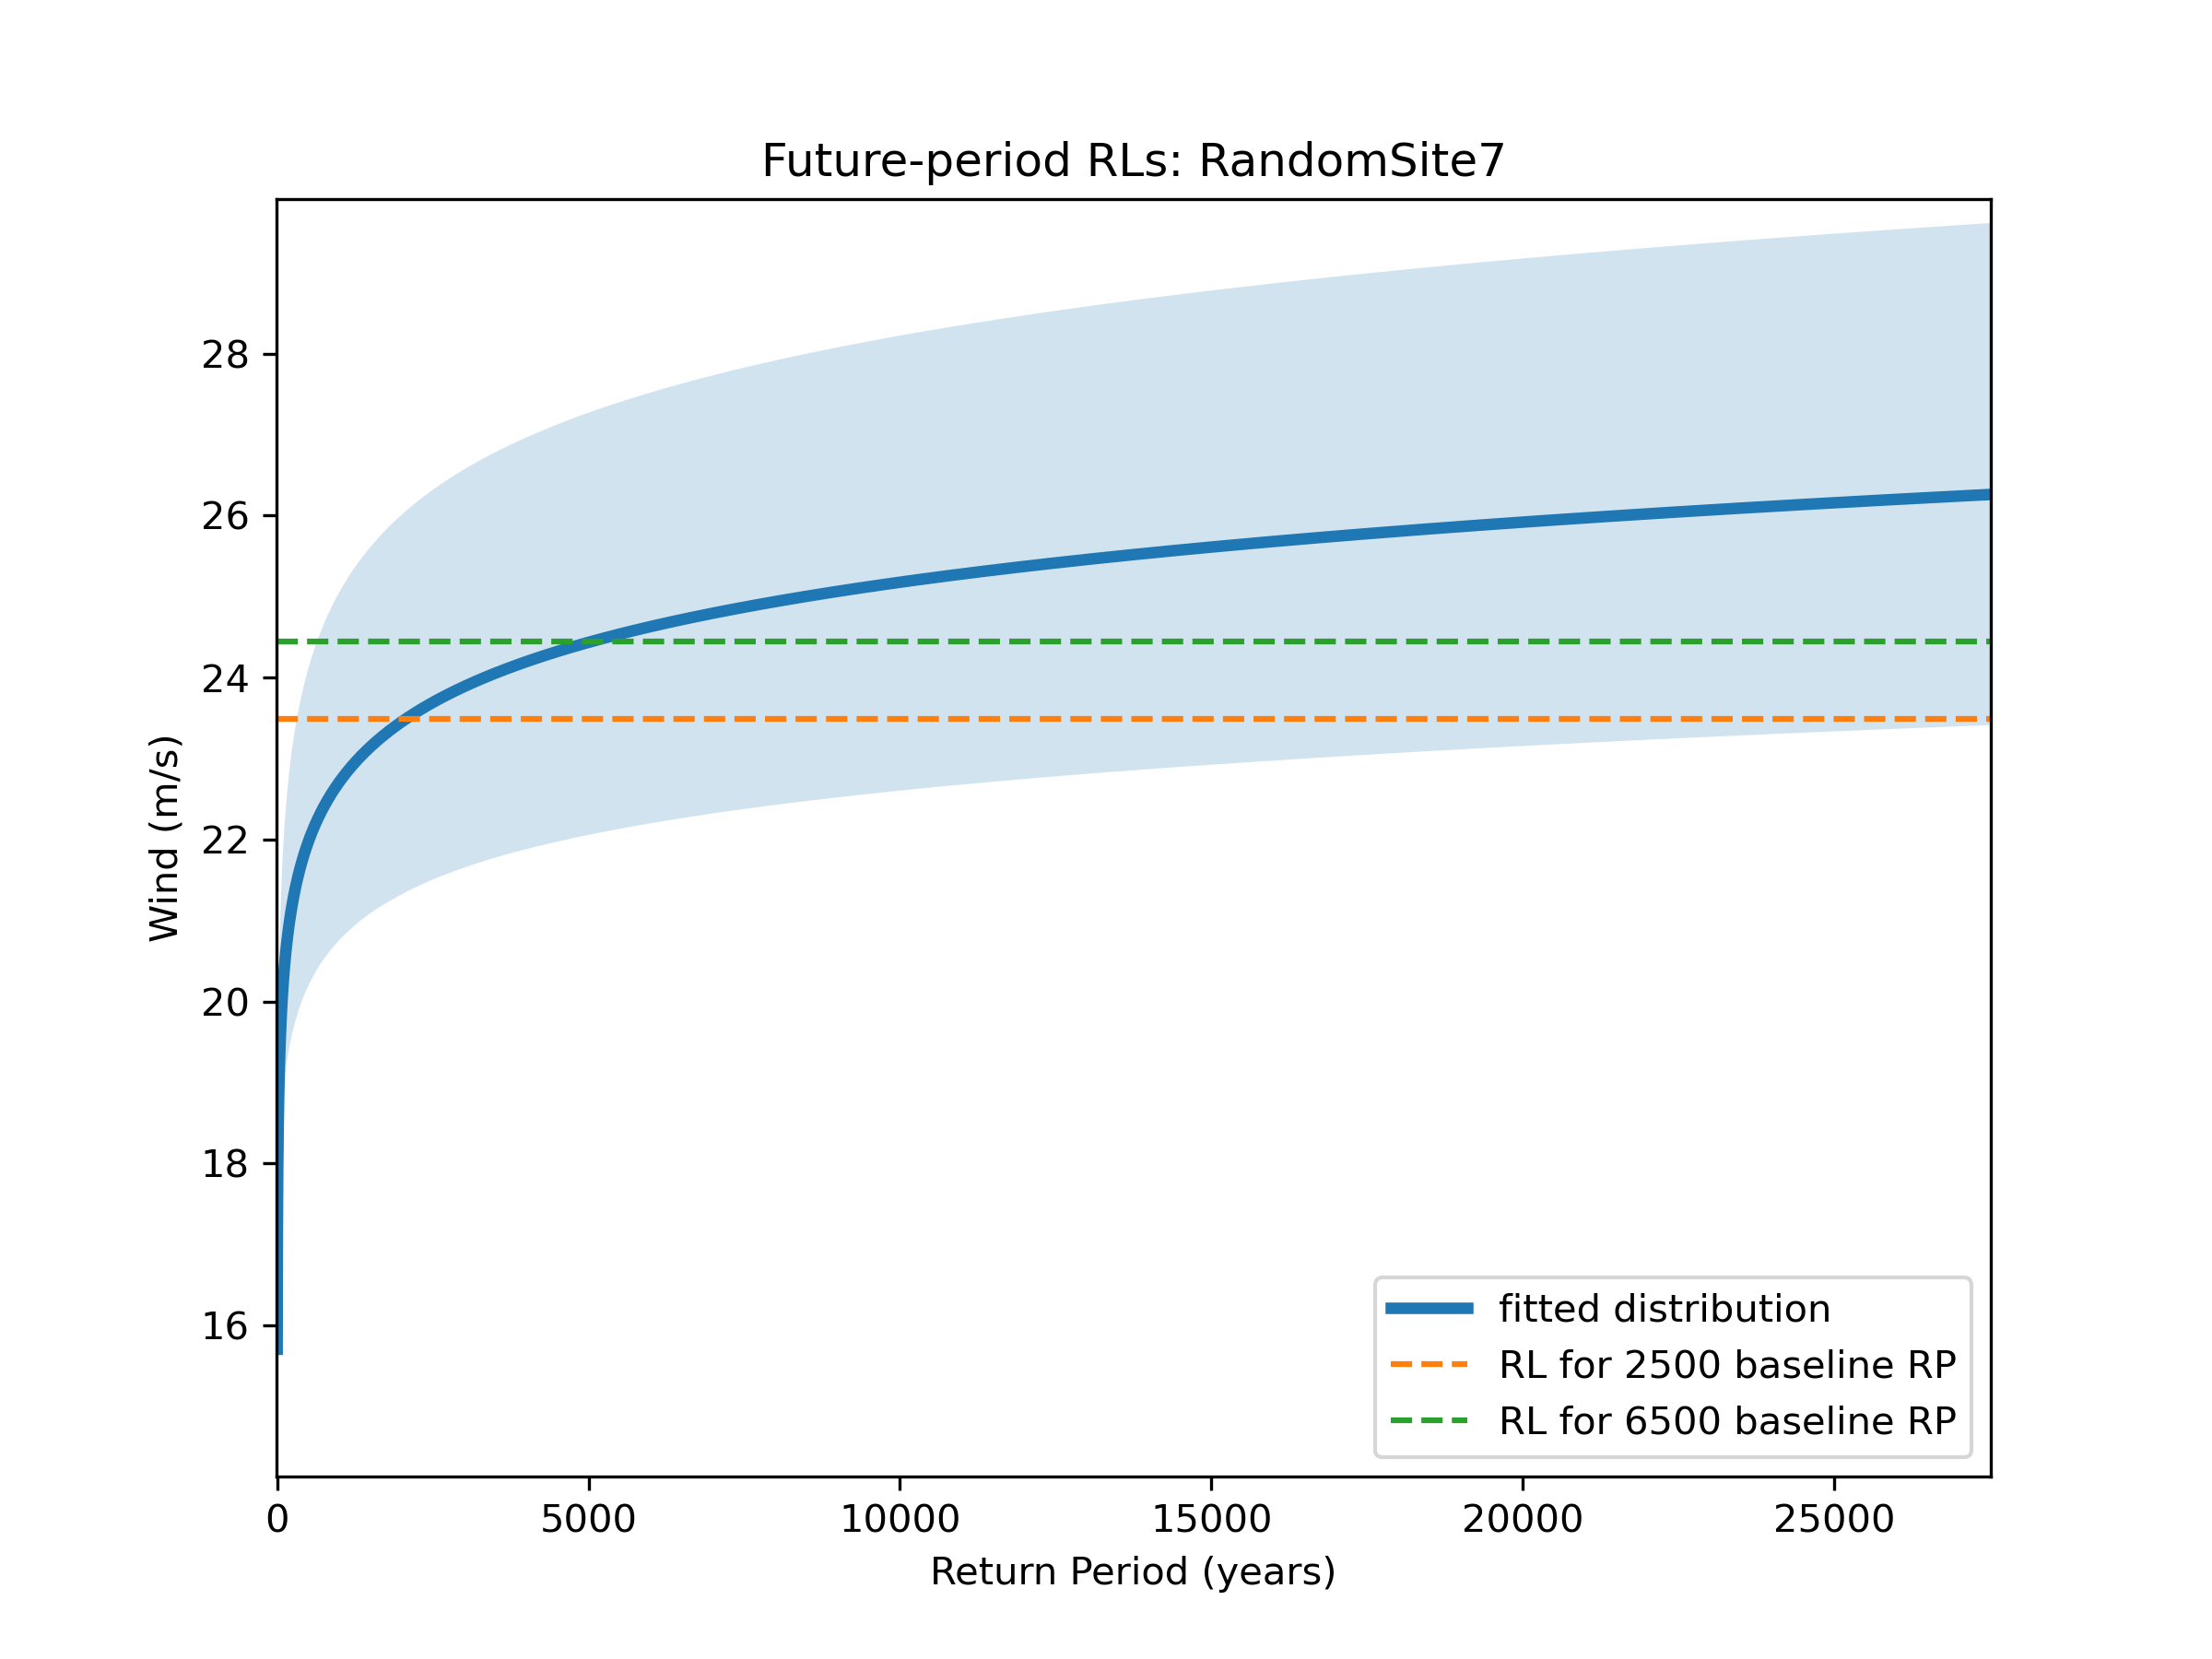 Future-period RLs: RandomSite7
Wind (m/s)
28
26
24
22
20
18
16
fitted distribution
RL for 2500 baseline RP
RL for 6500 baseline RP
0 5000 10000 15000 20000 25000
Return Period (years)